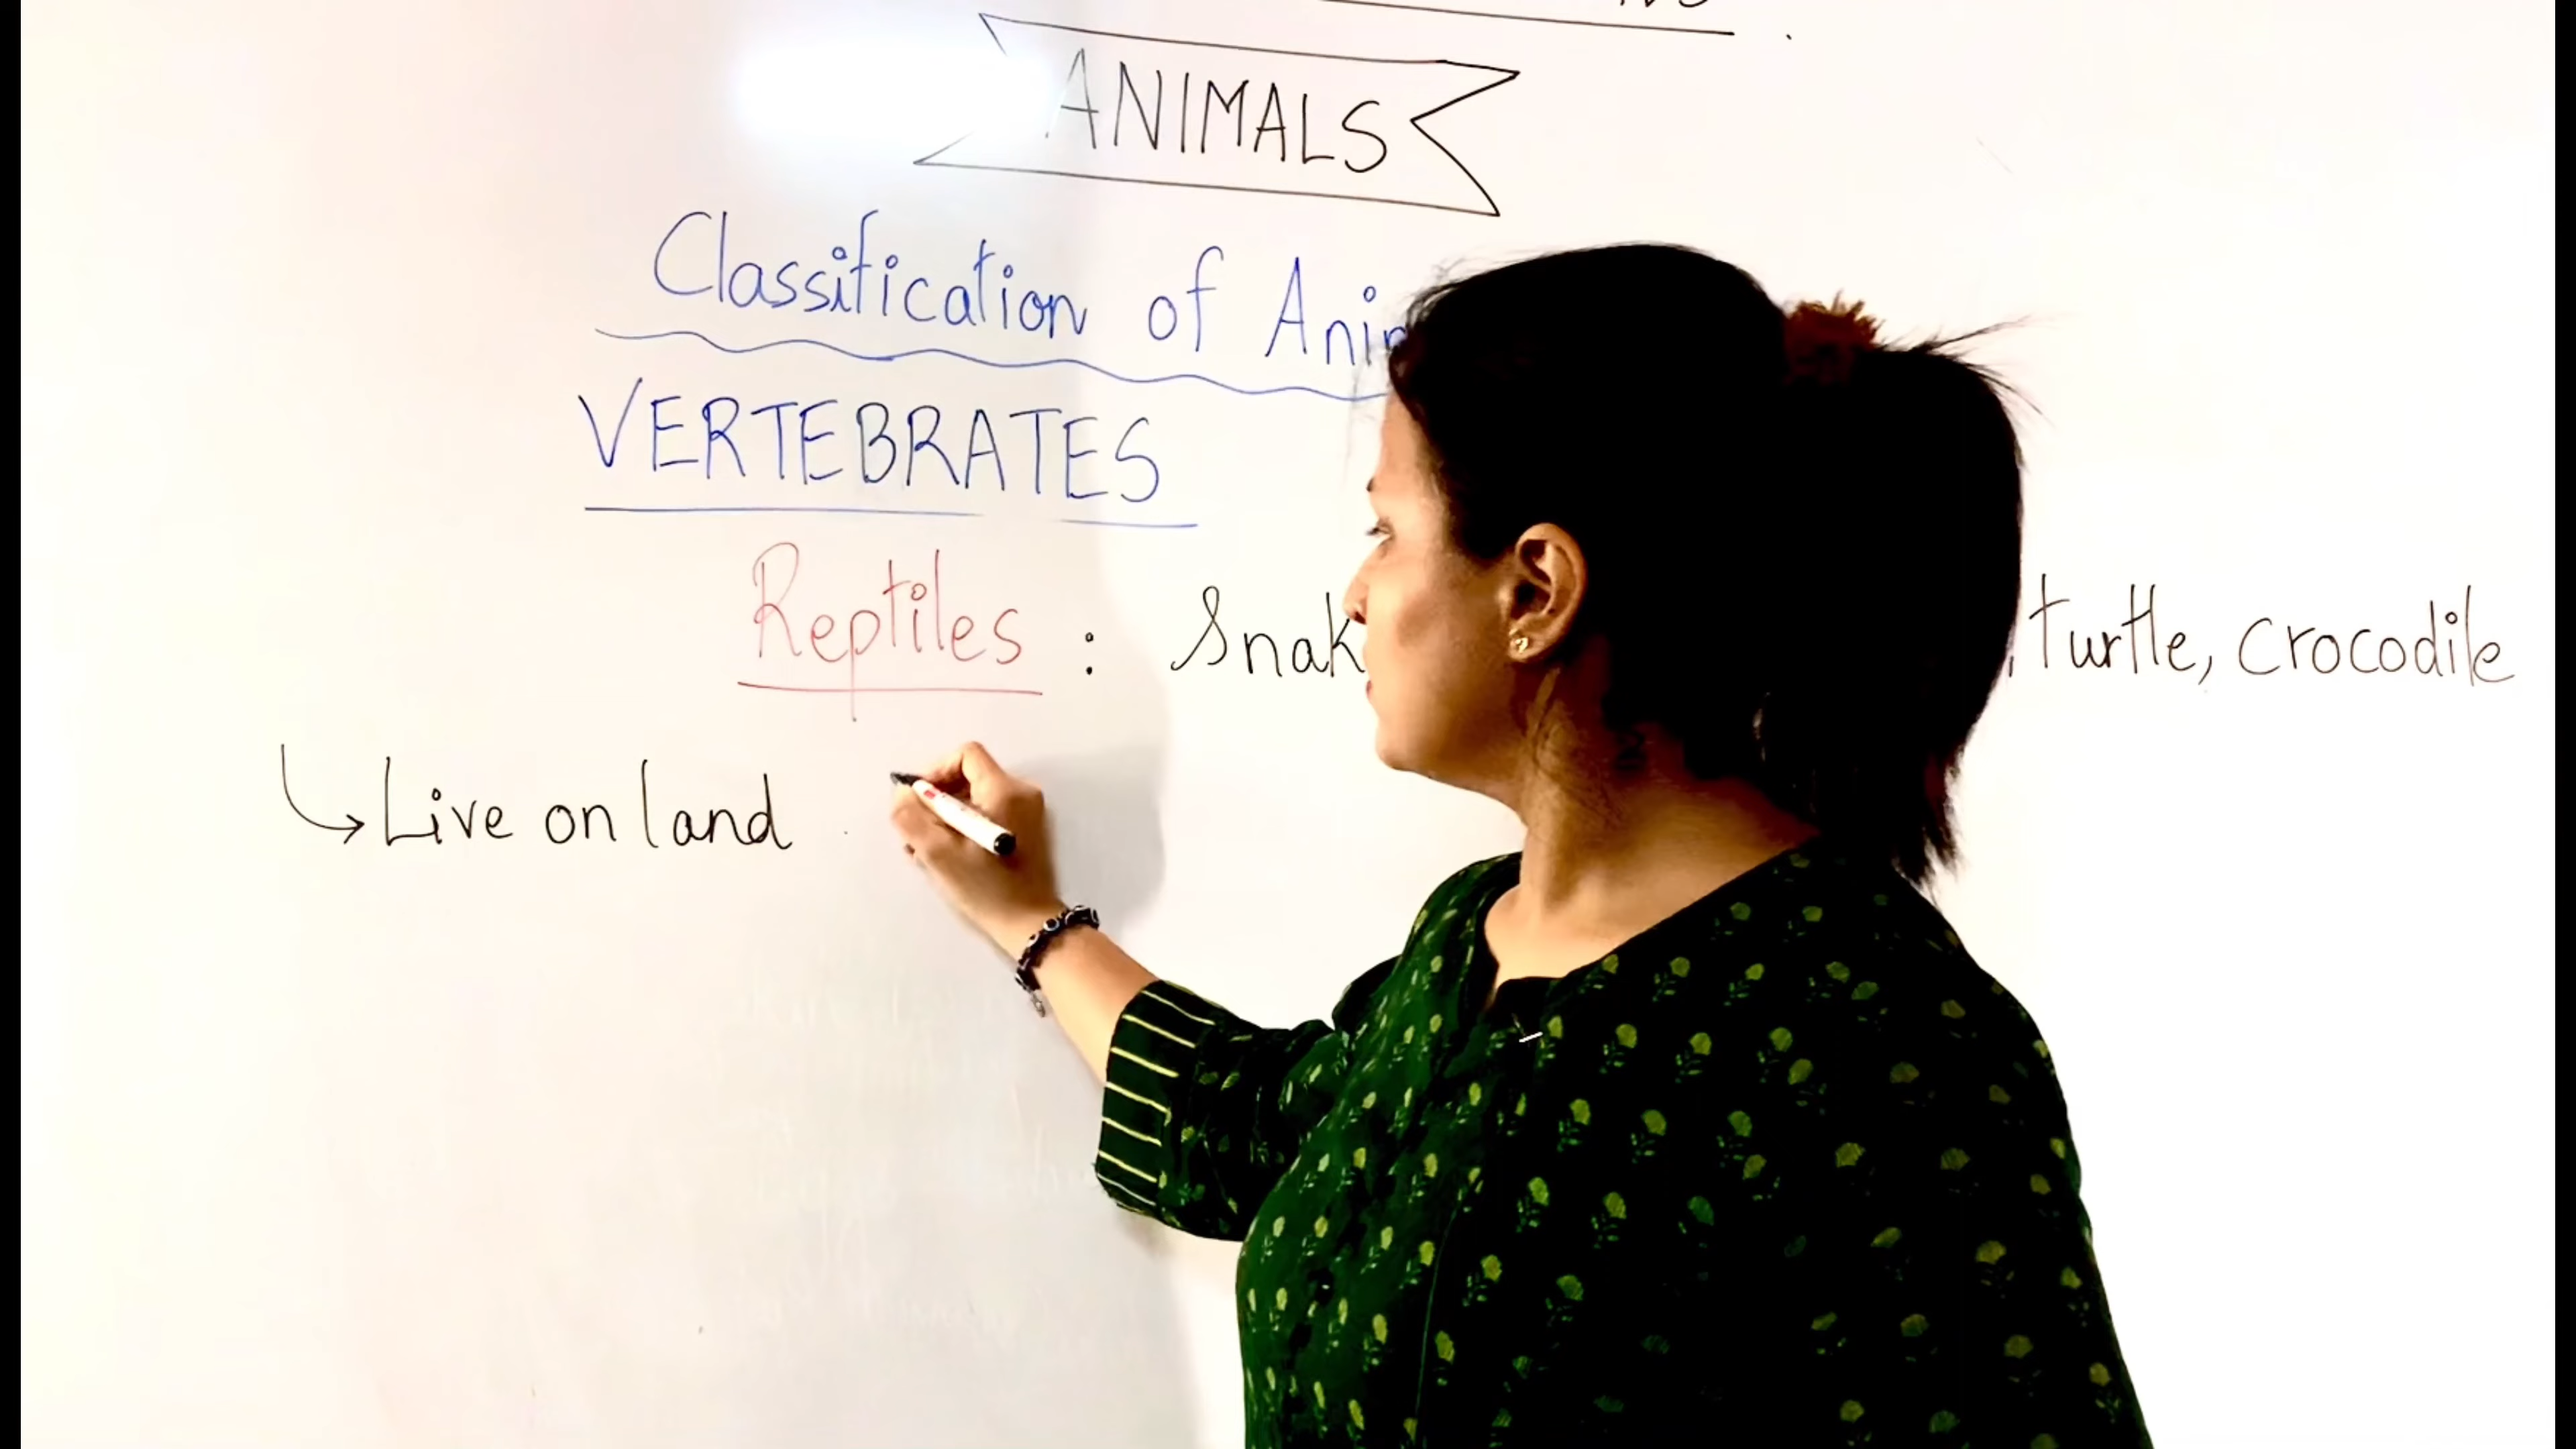 ANIMALS
Classification of Ani
VERTEBRATES
Reptiles : Snak , turtle, crocodile
↳ Live on land